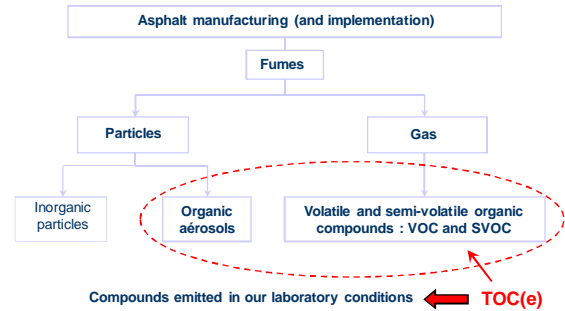 Asphalt manufacturing (and implementation)
Fumes
Particles
Gas
Inorganic
particles
Organic
aérosols
Volatile and semi-volatile organic
compounds : VOC and SVOC
Compounds emitted in our laboratory conditions
TOC(e)